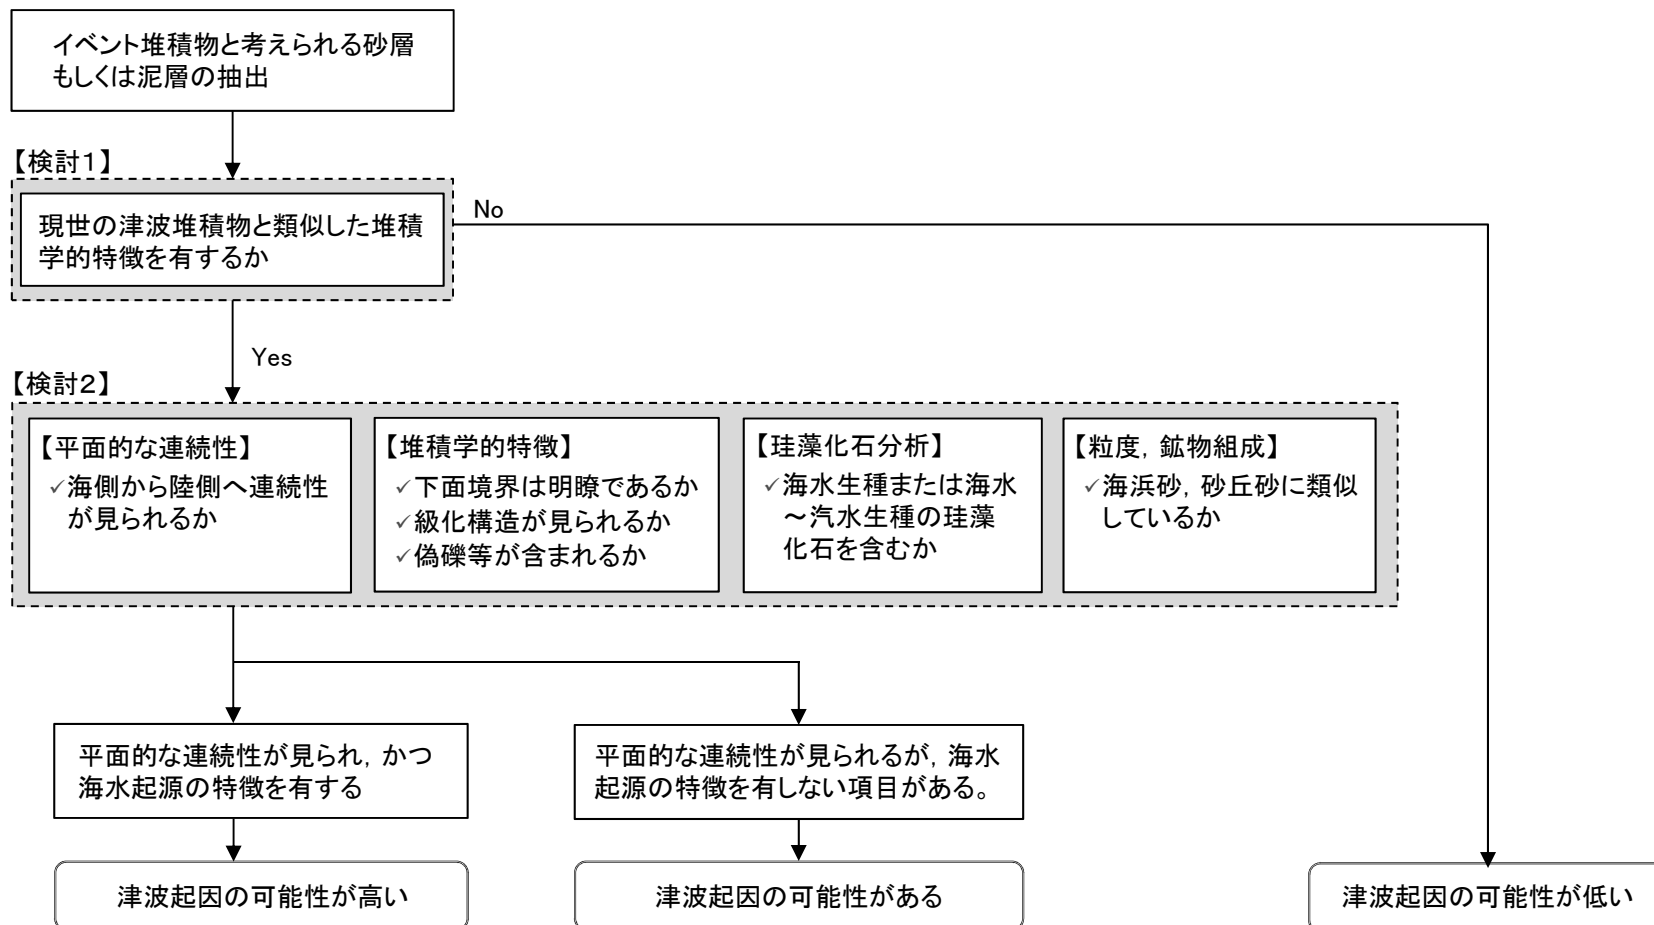 イベント堆積物と考えられる砂層
もしくは泥層の抽出
【検討1】
現世の津波堆積物と類似した堆積
学的特徴を有するか
No
Yes
【検討2】
【平面的な連続性】
✓海側から陸側へ連続性
が見られるか
【堆積学的特徴】
✓下面境界は明瞭であるか
✓級化構造が見られるか
✓偽礫等が含まれるか
【珪藻化石分析】
✓海水生種または海水
～汽水生種の珪藻
化石を含むか
【粒度，鉱物組成】
✓海浜砂，砂丘砂に類似
しているか
平面的な連続性が見られ，かつ
海水起源の特徴を有する
平面的な連続性が見られるが，海水
起源の特徴を有しない項目がある。
津波起因の可能性が高い
津波起因の可能性がある
津波起因の可能性が低い